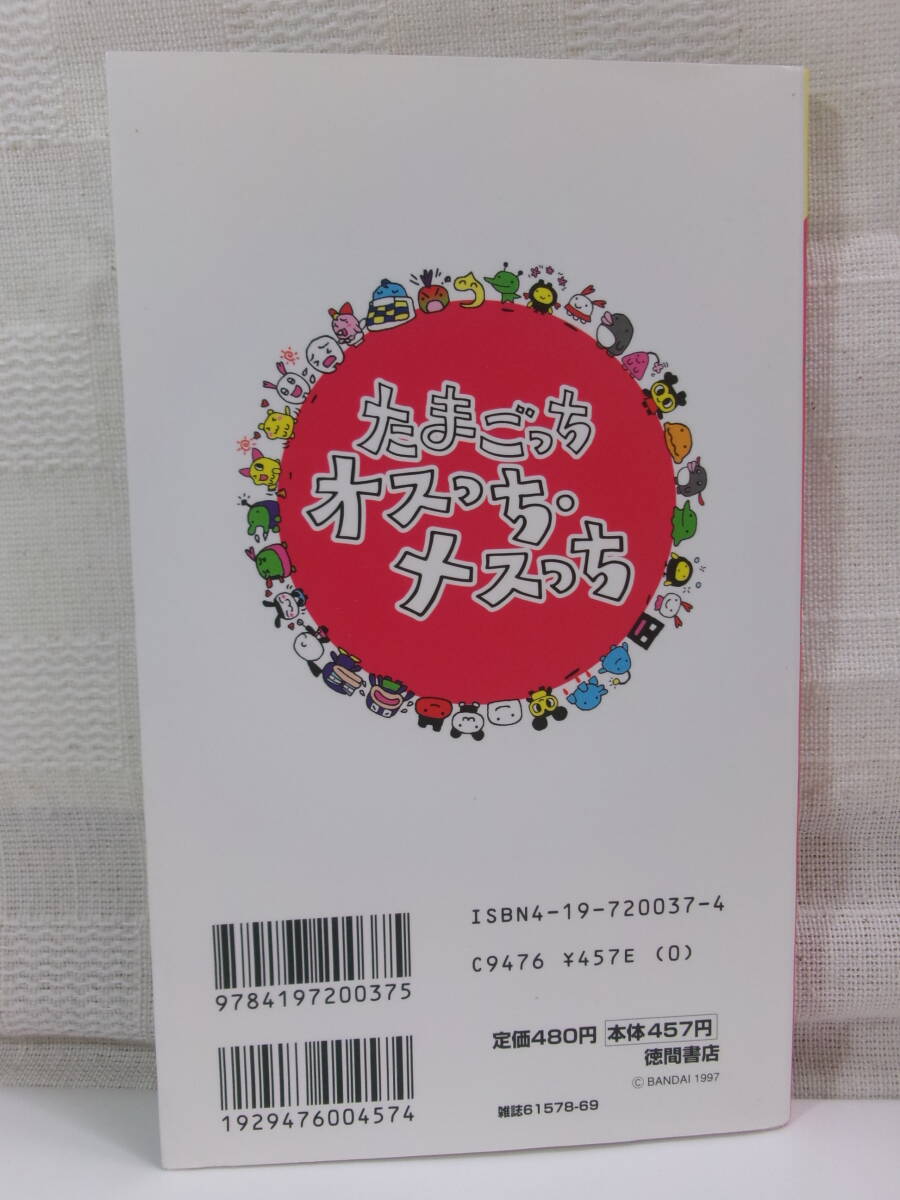 たまごっち
オスっち・
メスっち
ISBN4-19-720037-4
C9476 ¥457E (0)
9784197200375
定価480円 本体457円
徳間書店
© BANDAI 1997
1929476004574
雑誌61578-69